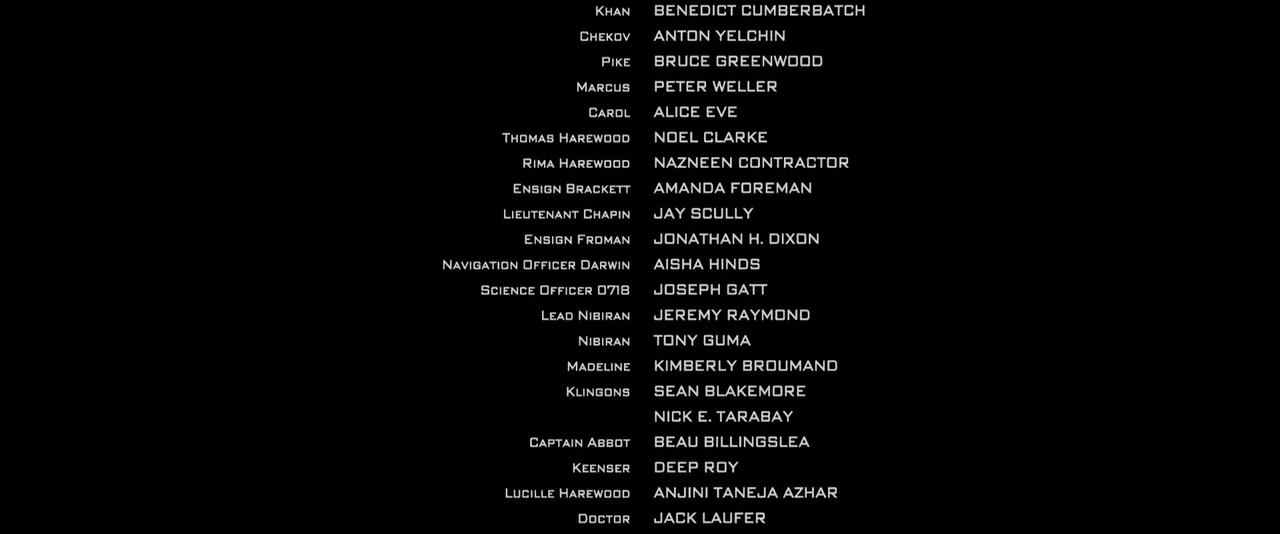 Khan BENEDICT CUMBERBATCH
Chekov ANTON YELCHIN
Pike BRUCE GREENWOOD
Marcus PETER WELLER
Carol ALICE EVE
Thomas Harewood NOEL CLARKE
Rima Harewood NAZNEEN CONTRACTOR
Ensign Brackett AMANDA FOREMAN
Lieutenant Chapin JAY SCULLY
Ensign Froman JONATHAN H. DIXON
Navigation Officer Darwin AISHA HINDS
Science Officer 0718 JOSEPH GATT
Lead Nibiran JEREMY RAYMOND
Nibiran TONY GUMA
Madeline KIMBERLY BROUMAND
Klingons SEAN BLAKEMORE
NICK E. TARABAY
Captain Abbot BEAU BILLINGSLEA
Keenser DEEP ROY
Lucille Harewood ANJINI TANEJA AZHAR
Doctor JACK LAUFER